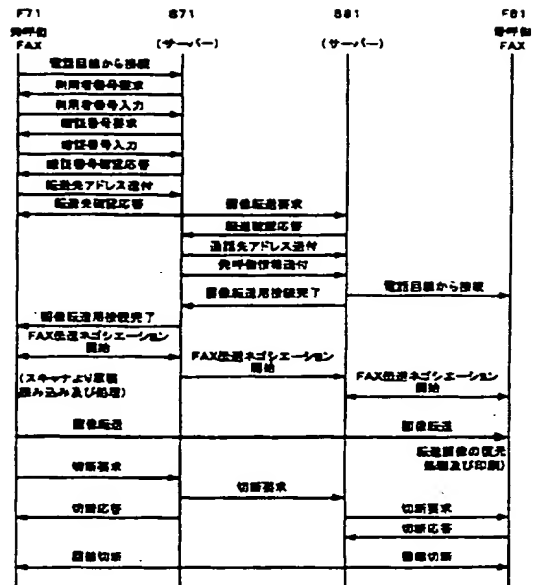 F71 S71 S81 F81
発呼側 着呼側
FAX (サーバー) (サーバー) FAX
電話回線から接続
利用者番号要求
利用者番号入力
暗証番号要求
暗証番号入力
暗証番号確認応答
転送先アドレス送付
転送先確認応答 画像転送要求
転送確認応答
通話先アドレス送付
発呼側情報送付
電話回線から接続
画像転送用接続完了
画像転送用接続完了
FAX伝送ネゴシエーション
開始
FAX伝送ネゴシエーション
開始
FAX伝送ネゴシエーション
開始
(スキャナより原稿
読み込み及び処理)
画像転送 画像転送
転送画像の復元
処理及び印刷)
切断要求
切断要求
切断応答 切断要求
切断応答
回線切断 回線切断